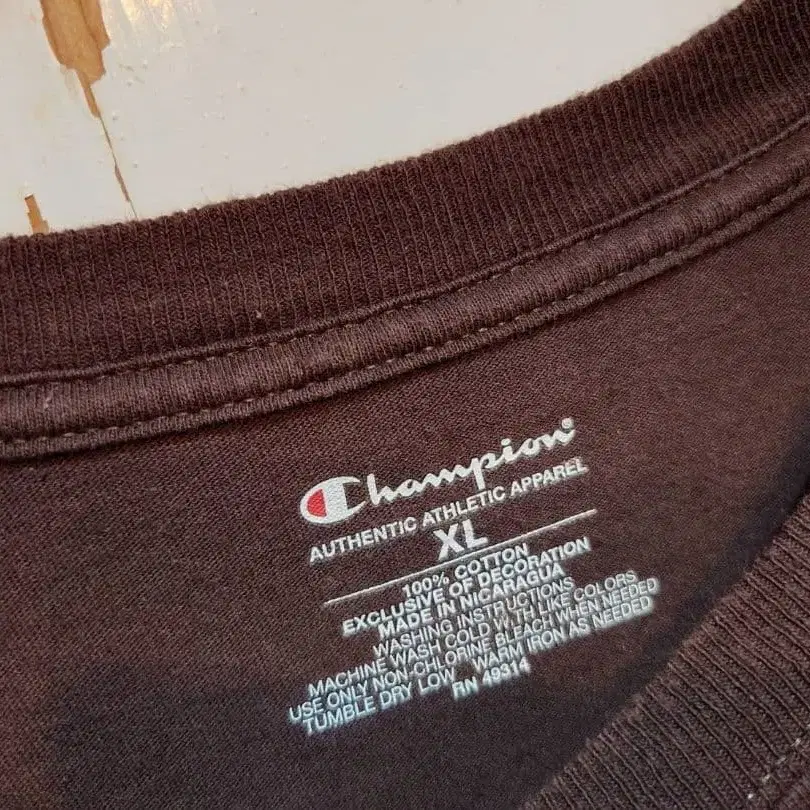 Champion®
AUTHENTIC ATHLETIC APPAREL
XL
100% COTTON
EXCLUSIVE OF DECORATION
MADE IN NICARAGUA
WASHING INSTRUCTIONS
MACHINE WASH COLD WITH LIKE COLORS
USE ONLY NON-CHLORINE BLEACH WHEN NEEDED
TUMBLE DRY LOW WARM IRON AS NEEDED
RN 49314